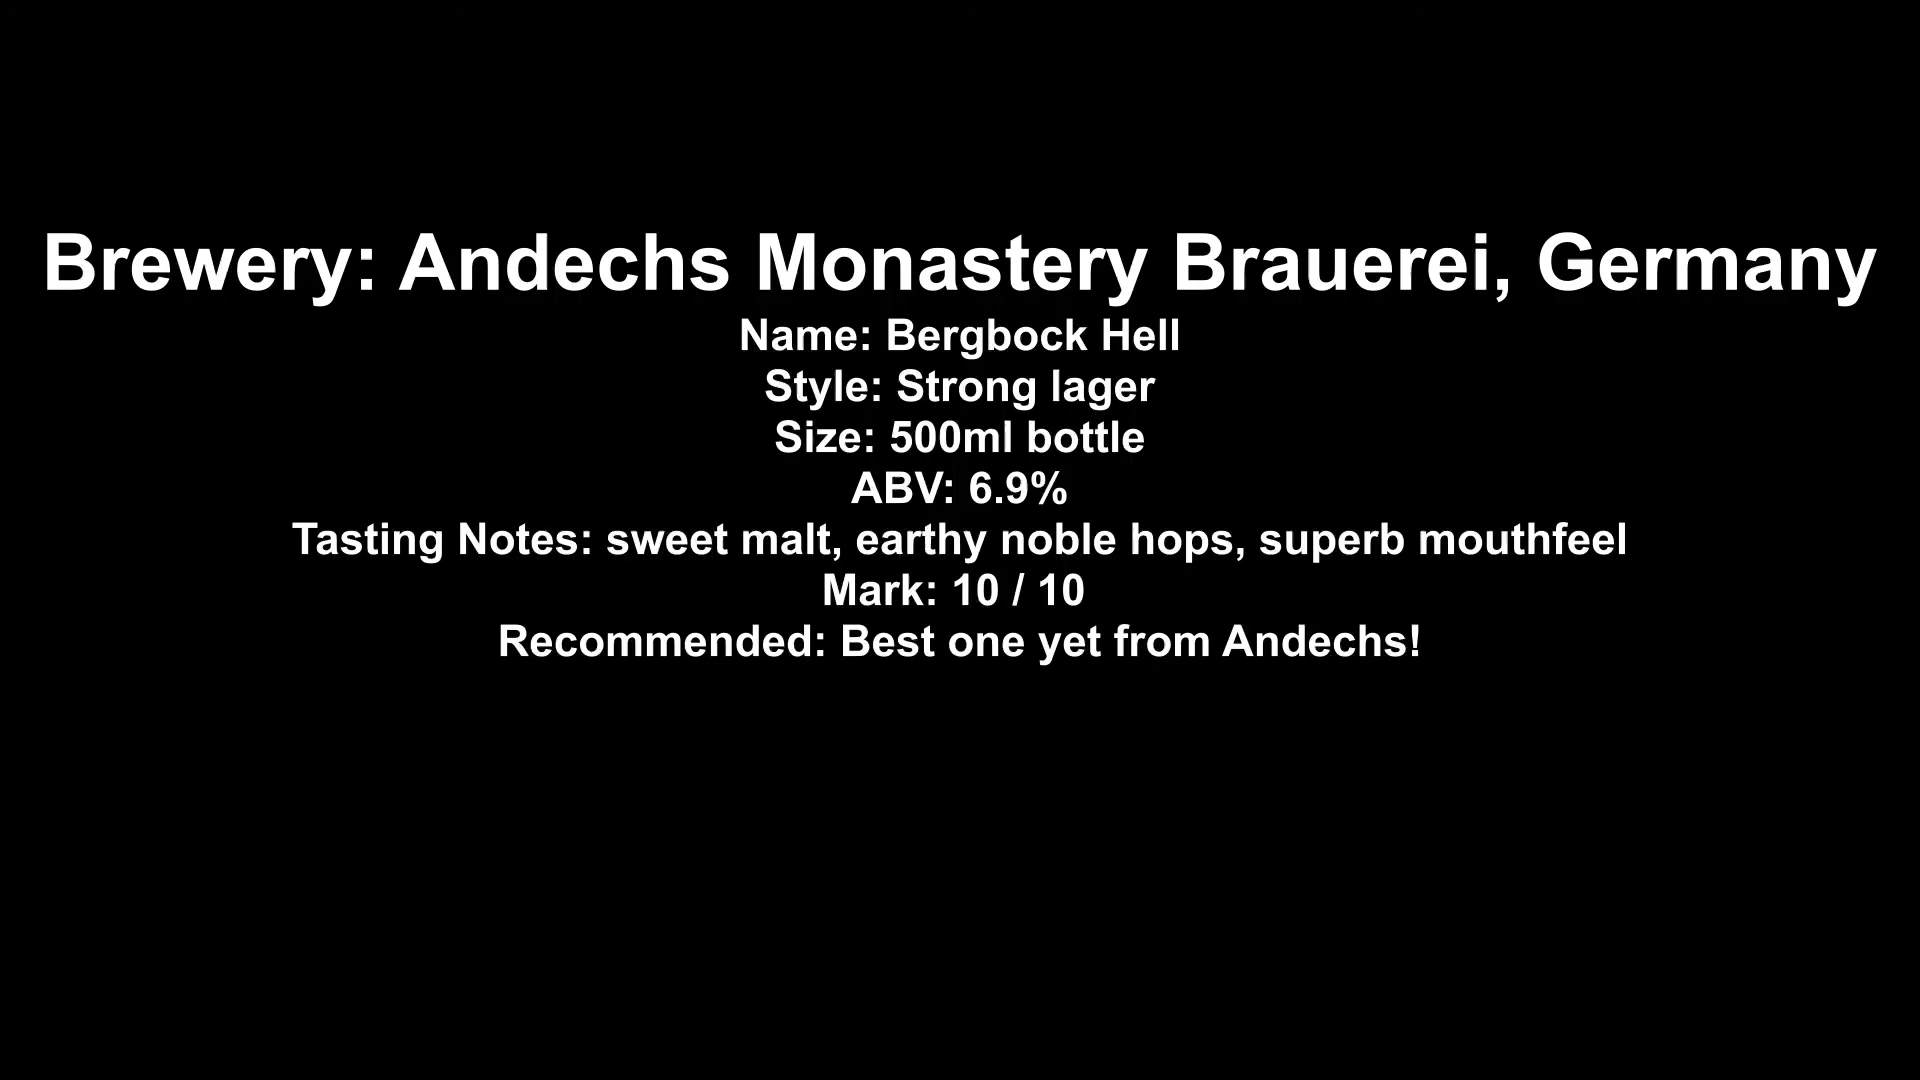 Brewery: Andechs Monastery Brauerei, Germany
Name: Bergbock Hell
Style: Strong lager
Size: 500ml bottle
ABV: 6.9%
Tasting Notes: sweet malt, earthy noble hops, superb mouthfeel
Mark: 10 / 10
Recommended: Best one yet from Andechs!